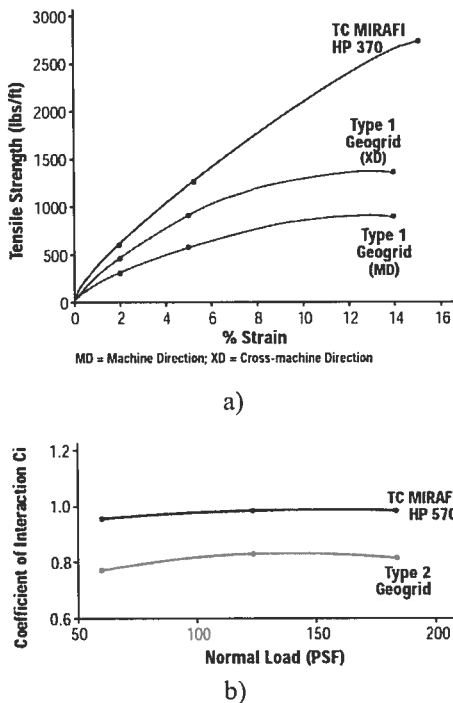 3000
2500
2000
1500
1000
500
0
Tensile Strength (lbs/ft)
TC MIRAFI
HP 370
Type 1
Geogrid
(XD)
Type 1
Geogrid
(MD)
0 2 4 6 8 10 12 14 16
% Strain
MD = Machine Direction; XD = Cross-machine Direction
a)
1.2
1.0
0.8
0.6
Coefficient of Interaction Ci
TC MIRAFI
HP 570
Type 2
Geogrid
50 100 150 200
Normal Load (PSF)
b)